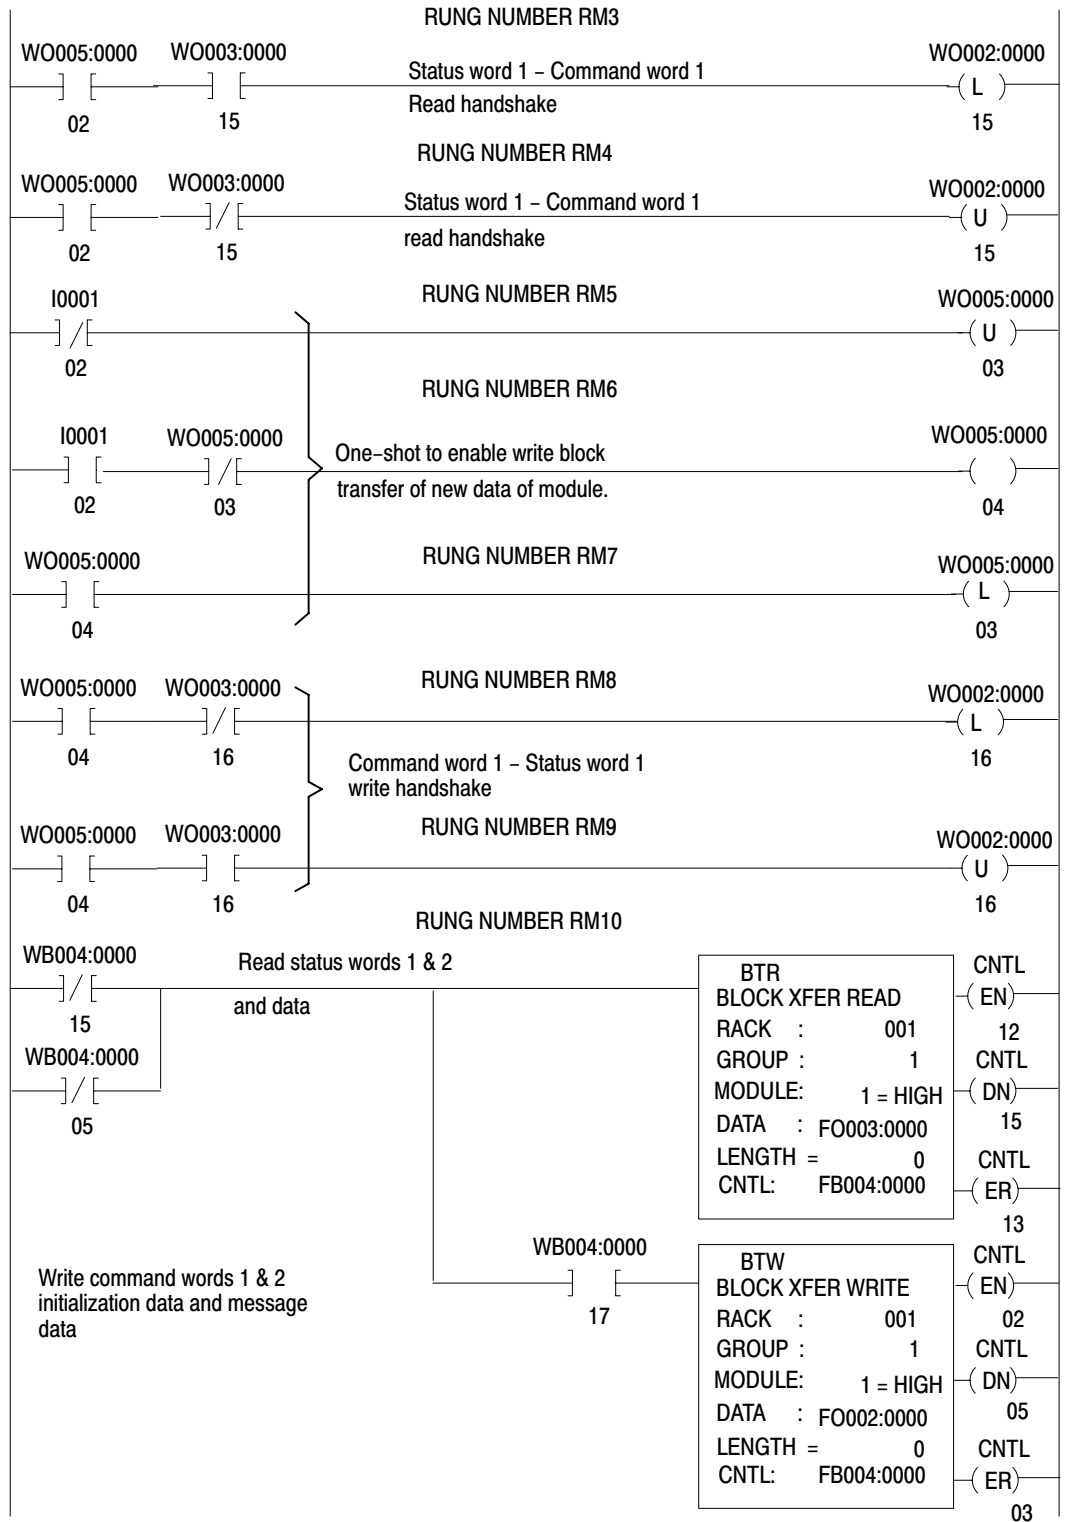 RUNG NUMBER RM3
WO005:0000 WO003:0000 WO002:0000
Status word 1 – Command word 1
L
Read handshake
02 15 15
RUNG NUMBER RM4
WO005:0000 WO003:0000 WO002:0000
Status word 1 – Command word 1
U
read handshake
02 15 15
I0001 RUNG NUMBER RM5 WO005:0000
U
02 03
RUNG NUMBER RM6
I0001 WO005:0000 WO005:0000
One–shot to enable write block
transfer of new data of module.
02 03 04
RUNG NUMBER RM7
WO005:0000 WO005:0000
L
04 03
RUNG NUMBER RM8
WO005:0000 WO003:0000 WO002:0000
L
04 16 16
Command word 1 – Status word 1
write handshake
RUNG NUMBER RM9
WO005:0000 WO003:0000 WO002:0000
U
04 16 16
RUNG NUMBER RM10
WB004:0000
Read status words 1 & 2
and data
15
WB004:0000
05
BTR CNTL
BLOCK XFER READ EN
RACK : 001 12
GROUP : 1 CNTL
MODULE: 1 = HIGH DN
DATA : FO003:0000 15
LENGTH = 0 CNTL
CNTL: FB004:0000 ER
13
WB004:0000
17
Write command words 1 & 2
initialization data and message
data
BTW CNTL
BLOCK XFER WRITE EN
RACK : 001 02
GROUP : 1 CNTL
MODULE: 1 = HIGH DN
DATA : FO002:0000 05
LENGTH = 0 CNTL
CNTL: FB004:0000 ER
03